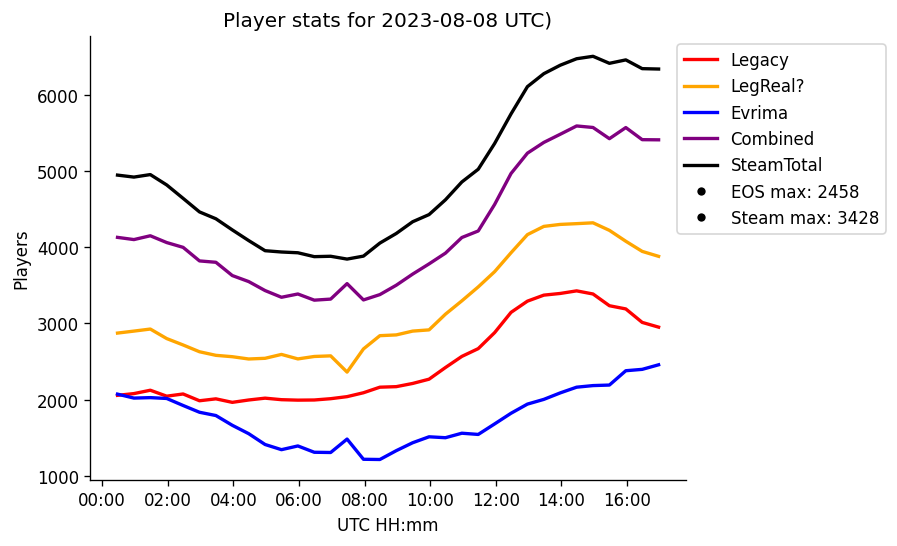 Player stats for 2023-08-08 UTC)
Legacy
LegReal?
Evrima
Combined
SteamTotal
EOS max: 2458
Steam max: 3428
Players
6000
5000
4000
3000
2000
1000
00:00 02:00 04:00 06:00 08:00 10:00 12:00 14:00 16:00
UTC HH:mm